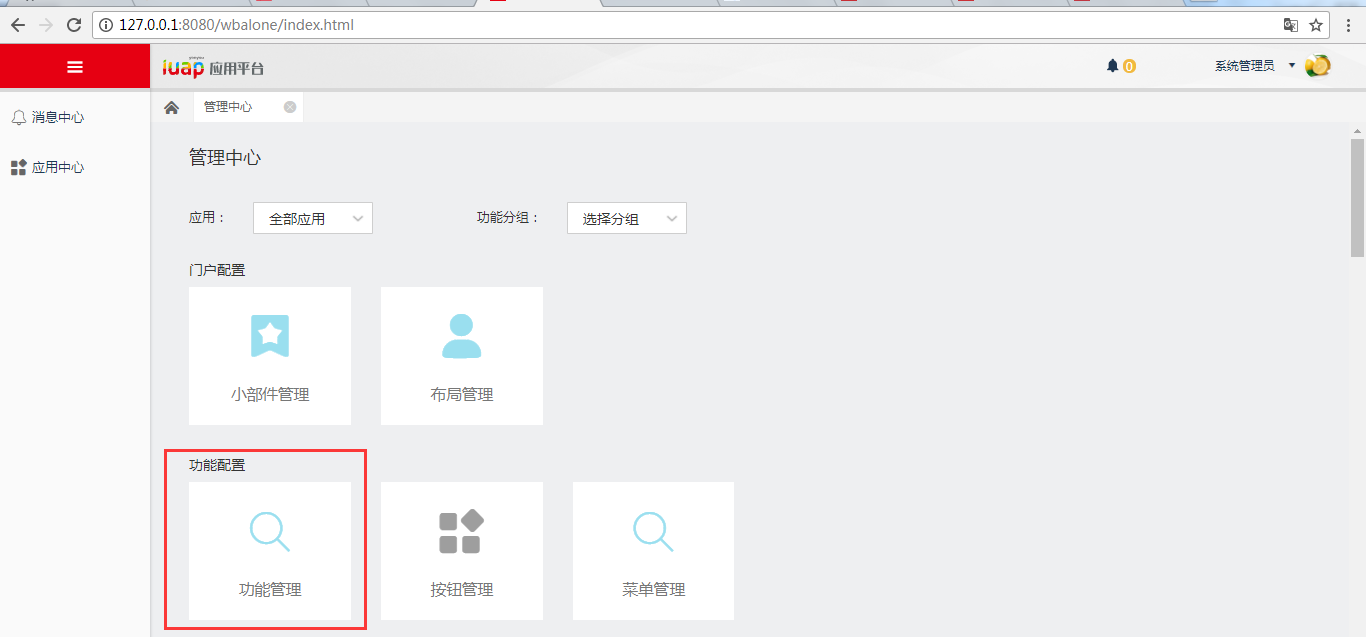 127.0.0.1:8080/wbalone/index.html
iuap 应用平台
0
系统管理员
消息中心
应用中心
管理中心
管理中心
应用：
全部应用
功能分组：
选择分组
门户配置
小部件管理
布局管理
功能配置
功能管理
按钮管理
菜单管理